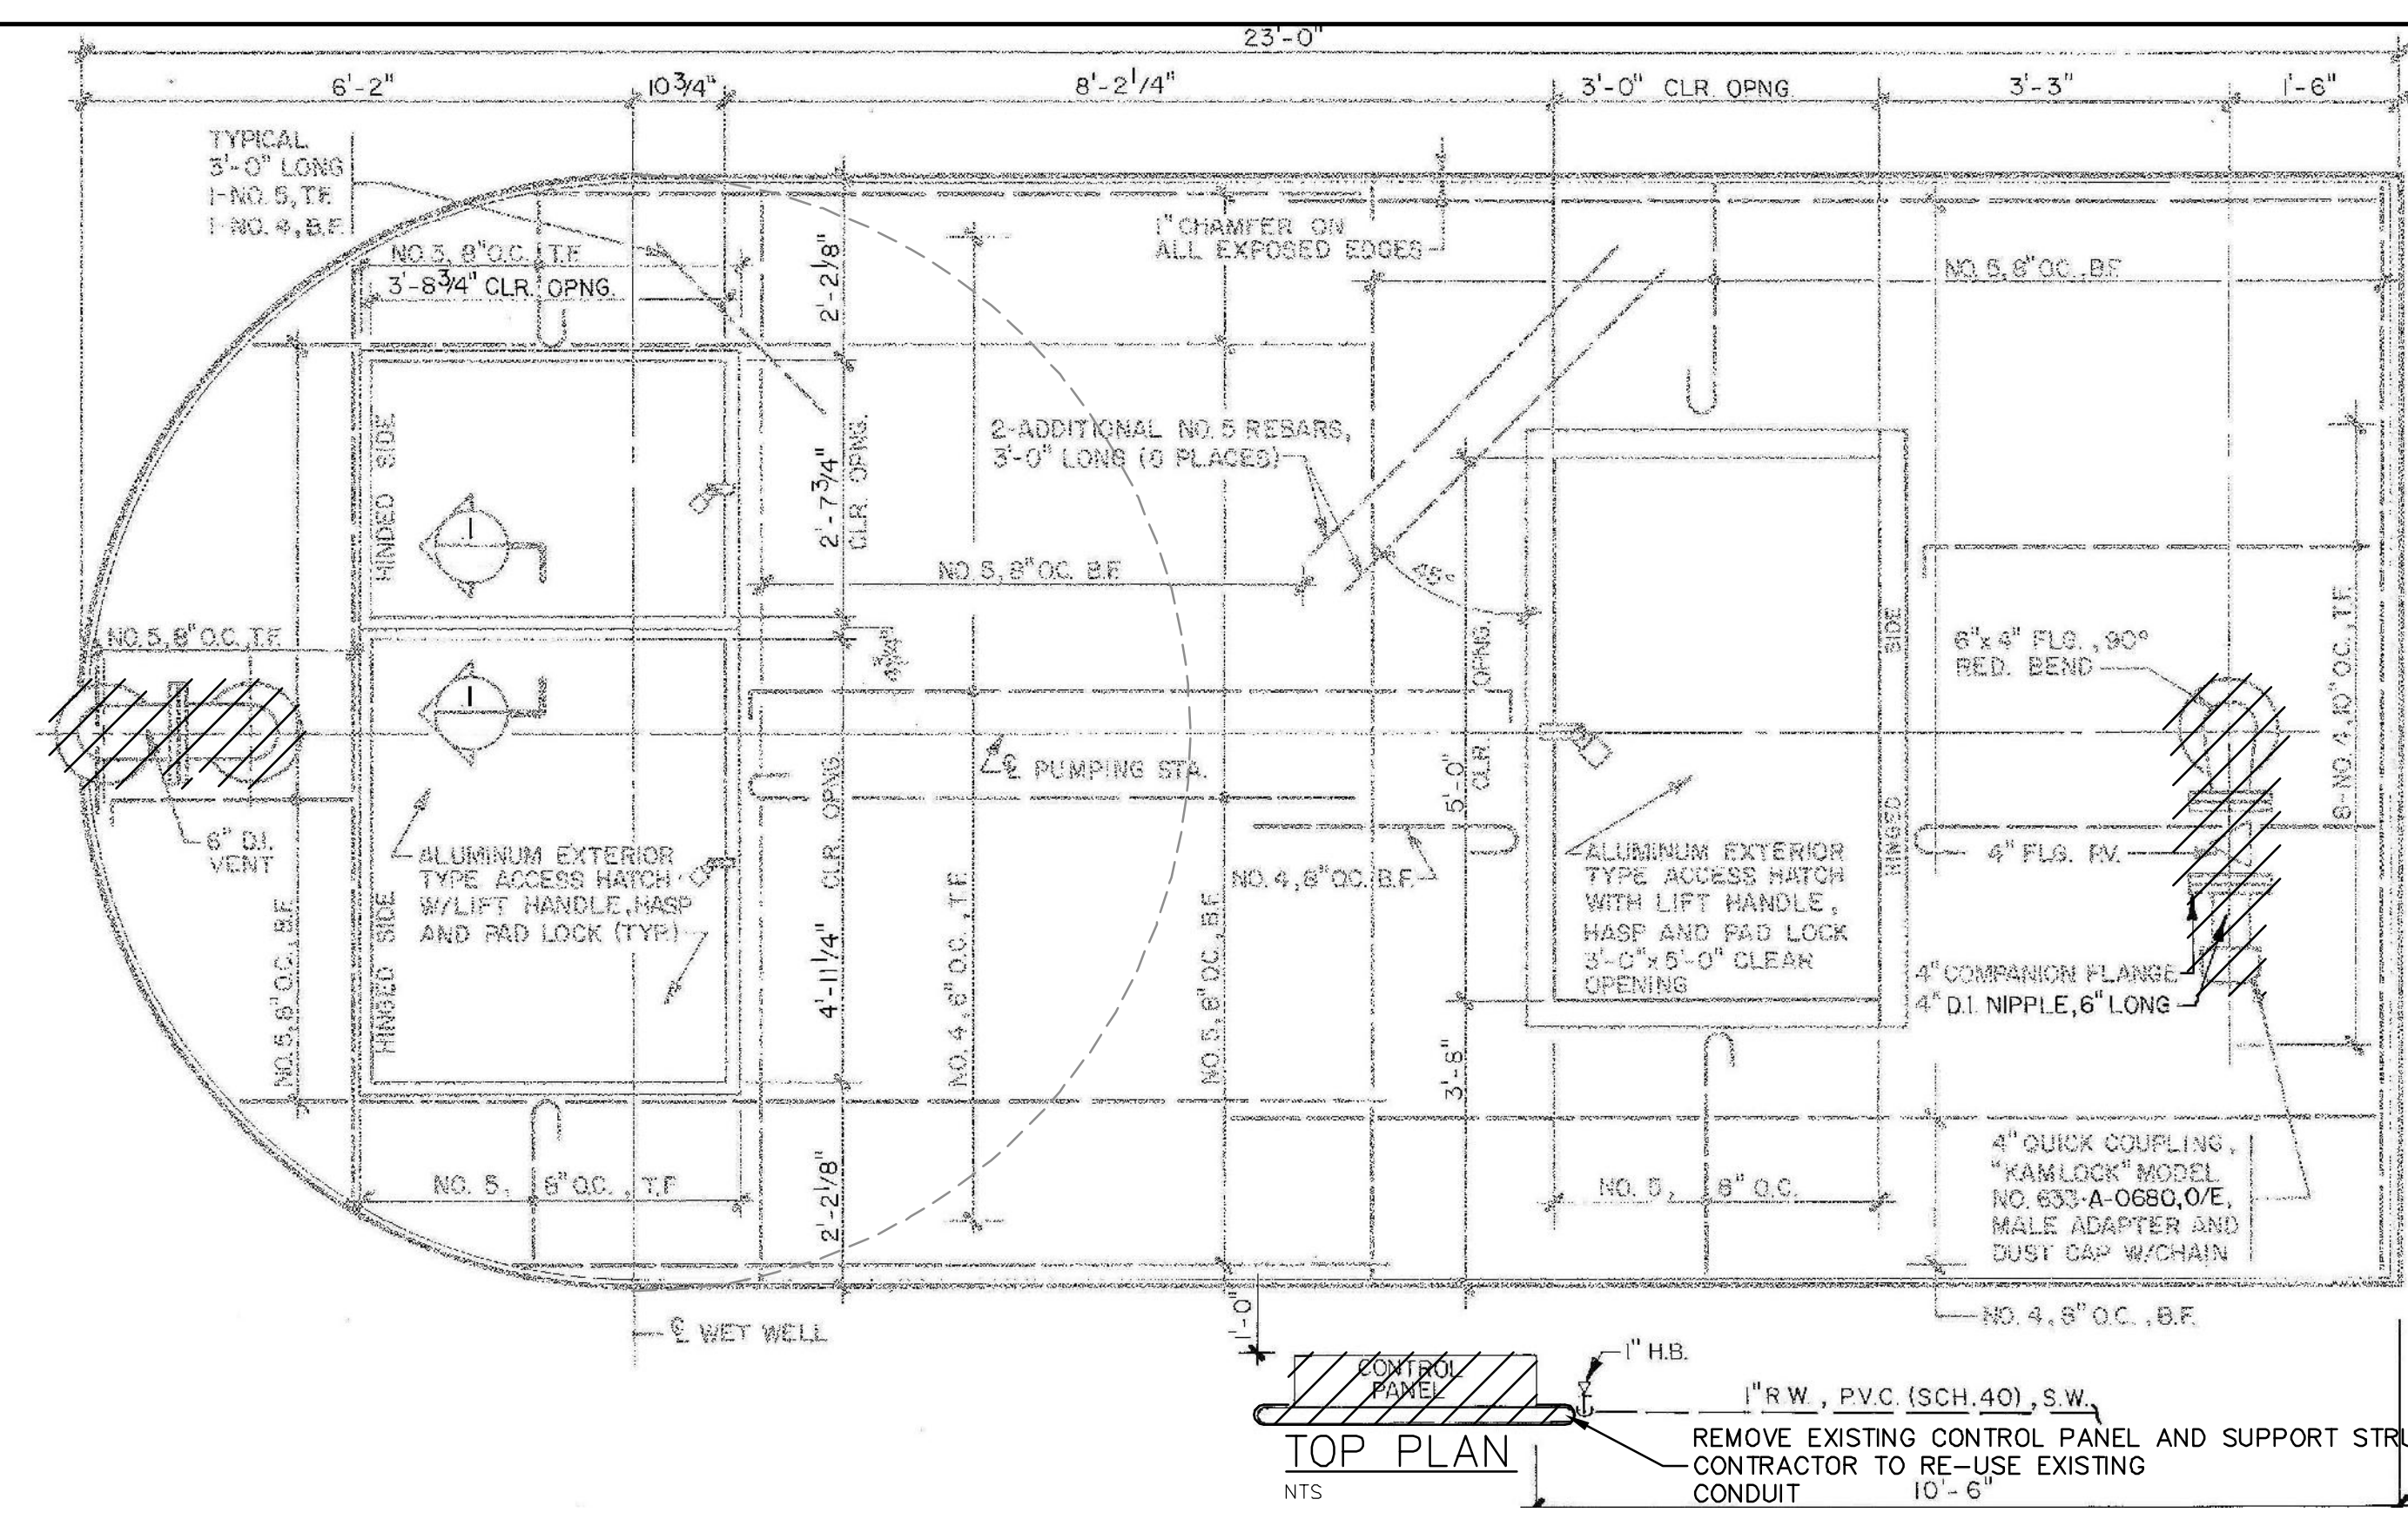 23'-0"
6'-2"
10 3/4"
8'-2 1/4"
3'-0" CLR. OPNG.
3'-3"
1'-6"
TYPICAL
3'-0" LONG
1-NO. 5, T.F.
1-NO. 4, B.F.
NO. 5, 8" O.C., T.F.
3'-8 3/4" CLR. OPNG.
2'-2 1/8"
1" CHAMFER ON
ALL EXPOSED EDGES
NO. 5, 8" O.C., B.F.
HINDED SIDE
1
2'-7 3/4"
CLR. OPNG.
2-ADDITIONAL NO. 5 REBARS,
3'-0" LONG (6 PLACES)
NO. 5, 8" O.C. B.F.
45°
NO. 5, 8" O.C., T.F.
1
CLR. OPNG.
5'-0"
HINGED SIDE
6"x 4" FLG., 90°
RED. BEND
8-NO. 4, 10" O.C., T.F.
℄ PUMPING STA.
6" D.I.
VENT
ALUMINUM EXTERIOR
TYPE ACCESS HATCH
W/LIFT HANDLE, HASP
AND PAD LOCK (TYP.)
HINGED SIDE
NO. 5, 8" O.C., B.F.
4'-11 1/4" CLR. OPNG.
NO. 4, 6" O.C., T.F.
NO. 5, 8" O.C., B.F.
NO. 4, 8" O.C. B.F.
ALUMINUM EXTERIOR
TYPE ACCESS HATCH
WITH LIFT HANDLE,
HASP AND PAD LOCK
3'-0"x 5'-0" CLEAR
OPENING
4" FLG. P.V.
4" COMPANION FLANGE
4" D.I. NIPPLE, 6" LONG
3'-8"
2'-2 1/8"
NO. 5, 8" O.C., T.F.
NO. 5, 8" O.C.
4" QUICK COUPLING,
"KAMLOCK" MODEL
NO. 633-A-0680, O/E,
MALE ADAPTER AND
DUST CAP W/CHAIN
NO. 4, 8" O.C., B.F.
℄ WET WELL
1'-0"
CONTROL
PANEL
1" H.B.
1" R.W., P.V.C. (SCH. 40), S.W.
TOP PLAN
NTS
REMOVE EXISTING CONTROL PANEL AND SUPPORT STRU
CONTRACTOR TO RE-USE EXISTING
CONDUIT
10'-6"